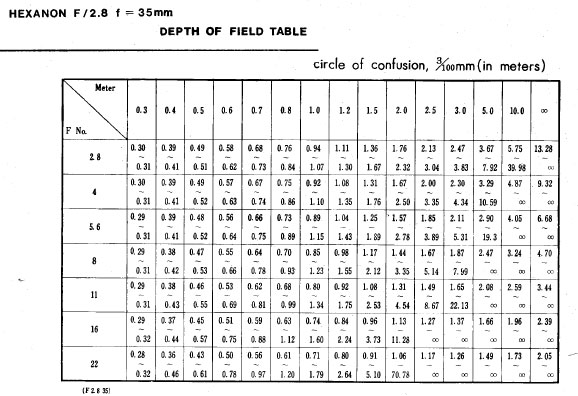 HEXANON F/2.8 f = 35mm
DEPTH OF FIELD TABLE
circle of confusion, 3/100mm (in meters)
Meter 0.3 0.4 0.5 0.6 0.7 0.8 1.0 1.2 1.5 2.0 2.5 3.0 5.0 10.0 ∞
F No.
2.8 0.30 ~ 0.31 0.39 ~ 0.41 0.49 ~ 0.51 0.58 ~ 0.62 0.68 ~ 0.73 0.76 ~ 0.84 0.94 ~ 1.07 1.11 ~ 1.30 1.36 ~ 1.67 1.76 ~ 2.32 2.13 ~ 3.04 2.47 ~ 3.83 3.67 ~ 7.92 5.75 ~ 39.98 13.28 ~ ∞
4 0.30 ~ 0.31 0.39 ~ 0.41 0.49 ~ 0.52 0.57 ~ 0.63 0.67 ~ 0.74 0.75 ~ 0.86 0.92 ~ 1.10 1.08 ~ 1.35 1.31 ~ 1.76 1.67 ~ 2.50 2.00 ~ 3.35 2.30 ~ 4.34 3.29 ~ 10.59 4.87 ~ ∞ 9.32 ~ ∞
5.6 0.29 ~ 0.31 0.39 ~ 0.41 0.48 ~ 0.52 0.56 ~ 0.64 0.66 ~ 0.75 0.73 ~ 0.89 0.89 ~ 1.15 1.04 ~ 1.43 1.25 ~ 1.89 1.57 ~ 2.78 1.85 ~ 3.89 2.11 ~ 5.31 2.90 ~ 19.3 4.05 ~ ∞ 6.68 ~ ∞
8 0.29 ~ 0.31 0.38 ~ 0.42 0.47 ~ 0.53 0.55 ~ 0.66 0.64 ~ 0.78 0.70 ~ 0.93 0.85 ~ 1.23 0.98 ~ 1.55 1.17 ~ 2.12 1.44 ~ 3.35 1.67 ~ 5.14 1.87 ~ 7.99 2.47 ~ ∞ 3.24 ~ ∞ 4.70 ~ ∞
11 0.29 ~ 0.31 0.38 ~ 0.43 0.46 ~ 0.55 0.53 ~ 0.69 0.62 ~ 0.81 0.68 ~ 0.99 0.80 ~ 1.34 0.92 ~ 1.75 1.08 ~ 2.53 1.31 ~ 4.54 1.49 ~ 8.67 1.65 ~ 22.13 2.08 ~ ∞ 2.59 ~ ∞ 3.44 ~ ∞
16 0.29 ~ 0.32 0.37 ~ 0.44 0.45 ~ 0.57 0.51 ~ 0.75 0.59 ~ 0.88 0.63 ~ 1.12 0.74 ~ 1.60 0.84 ~ 2.24 0.96 ~ 3.73 1.13 ~ 11.28 1.27 ~ ∞ 1.37 ~ ∞ 1.66 ~ ∞ 1.96 ~ ∞ 2.39 ~ ∞
22 0.28 ~ 0.32 0.36 ~ 0.46 0.43 ~ 0.61 0.50 ~ 0.78 0.56 ~ 0.97 0.61 ~ 1.20 0.71 ~ 1.79 0.80 ~ 2.64 0.91 ~ 5.10 1.06 ~ 70.78 1.17 ~ ∞ 1.26 ~ ∞ 1.49 ~ ∞ 1.73 ~ ∞ 2.05 ~ ∞
(F2.8 35)